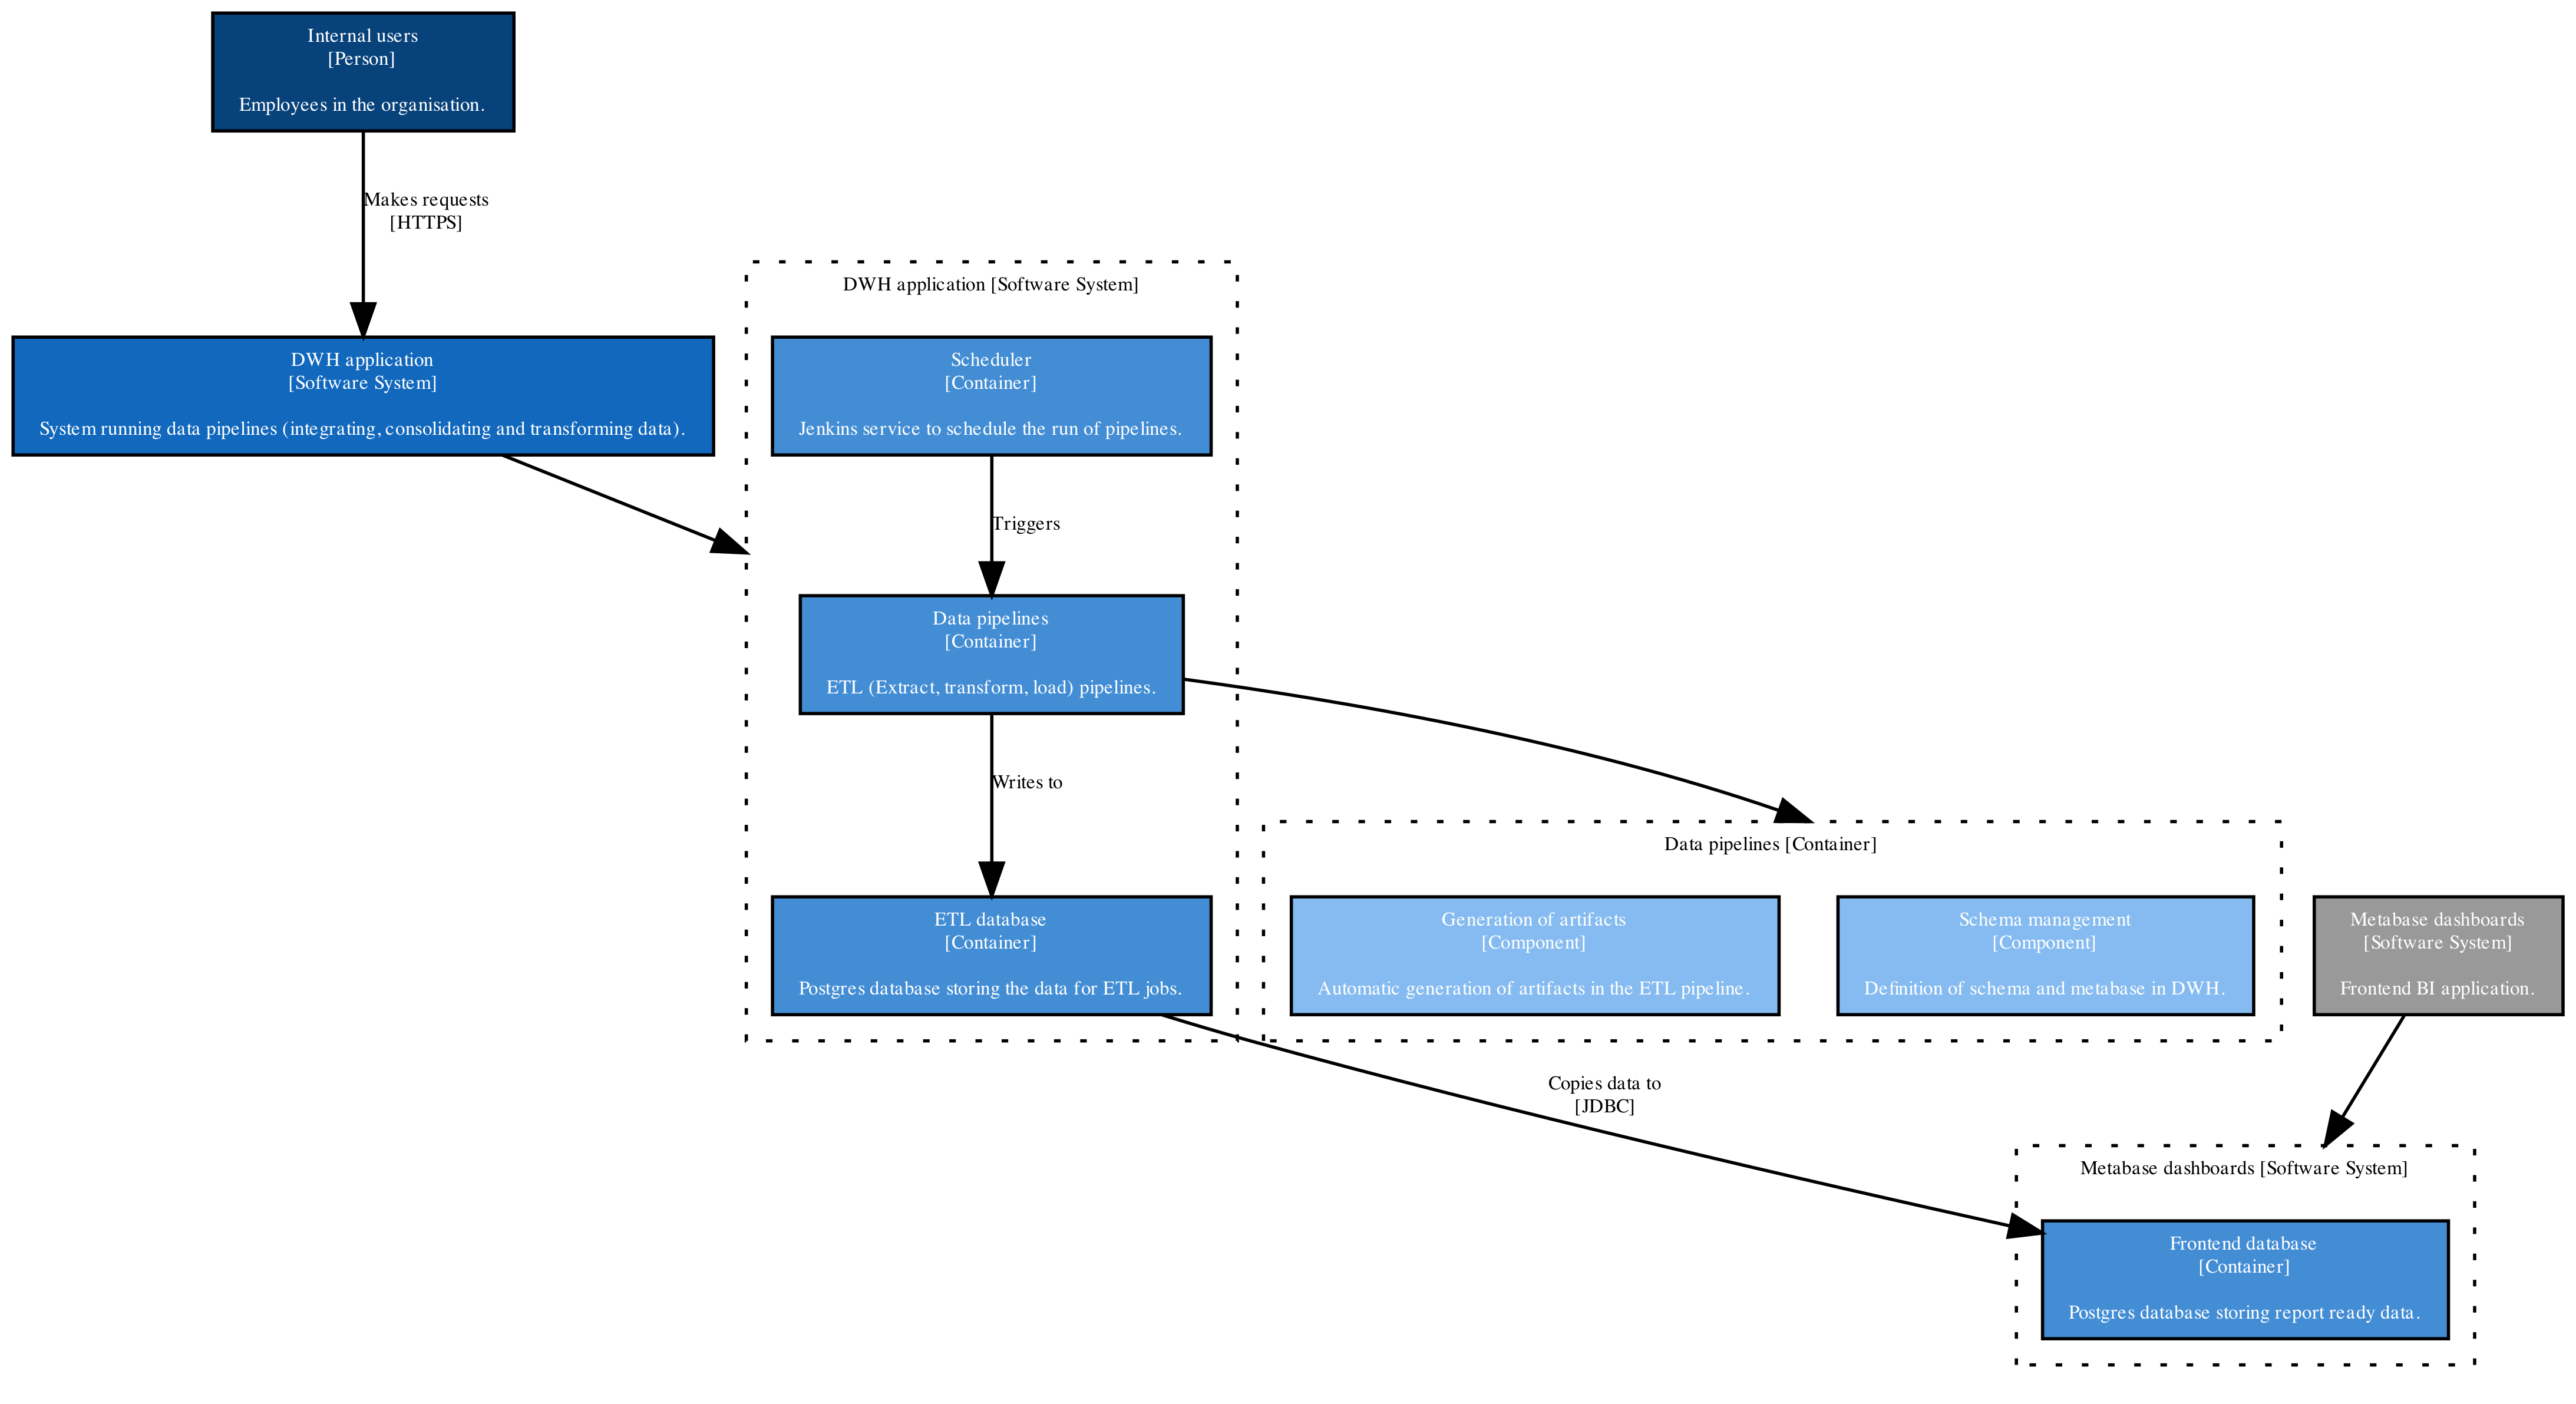 Internal users
[Person]
Employees in the organisation.
Makes requests
[HTTPS]
DWH application
[Software System]
System running data pipelines (integrating, consolidating and transforming data).
DWH application [Software System]
Scheduler
[Container]
Jenkins service to schedule the run of pipelines.
Triggers
Data pipelines
[Container]
ETL (Extract, transform, load) pipelines.
Writes to
ETL database
[Container]
Postgres database storing the data for ETL jobs.
Data pipelines [Container]
Generation of artifacts
[Component]
Automatic generation of artifacts in the ETL pipeline.
Schema management
[Component]
Definition of schema and metabase in DWH.
Metabase dashboards
[Software System]
Frontend BI application.
Copies data to
[JDBC]
Metabase dashboards [Software System]
Frontend database
[Container]
Postgres database storing report ready data.